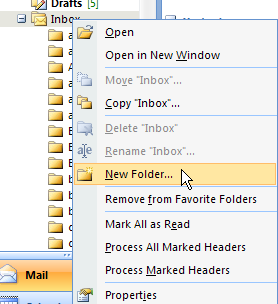 Drafts [5]
Inbox
Open
Open in New Window
Move "Inbox"...
Copy "Inbox"...
Delete "Inbox"
Rename "Inbox"...
New Folder...
Remove from Favorite Folders
Mark All as Read
Process All Marked Headers
Process Marked Headers
Mail
Properties